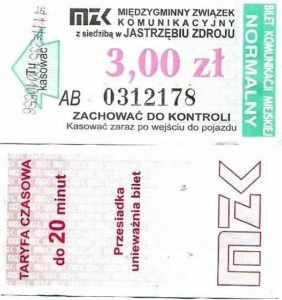 MZK MIĘDZYGMINNY ZWIĄZEK
KOMUNIKACYJNY
z siedzibą w JASTRZĘBIU ZDROJU
3,00 zł
AB 0312178
ZACHOWAĆ DO KONTROLI
Kasować zaraz po wejściu do pojazdu
BILET KOMUNIKACJI MIEJSKIEJ
NORMALNY
kasować
TARYFA CZASOWA
do 20 minut
Przesiadka
unieważnia bilet
MZK